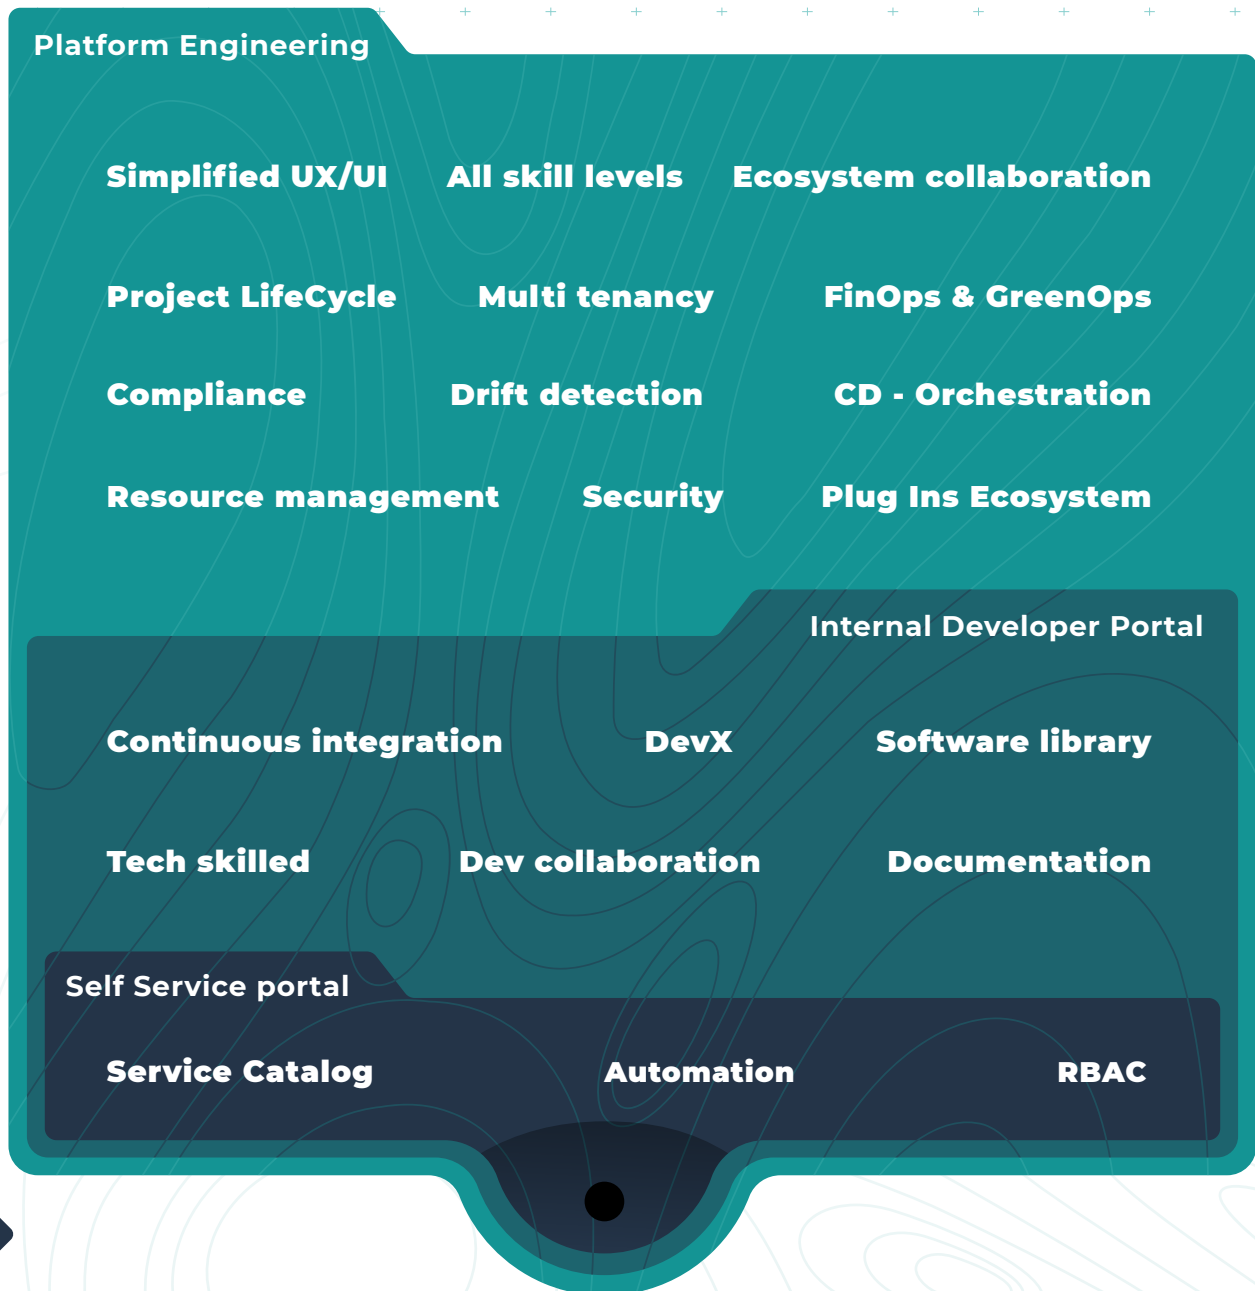 Platform Engineering
Simplified UX/UI All skill levels Ecosystem collaboration
Project LifeCycle Multi tenancy FinOps & GreenOps
Compliance Drift detection CD - Orchestration
Resource management Security Plug Ins Ecosystem
Internal Developer Portal
Continuous integration DevX Software library
Tech skilled Dev collaboration Documentation
Self Service portal
Service Catalog Automation RBAC